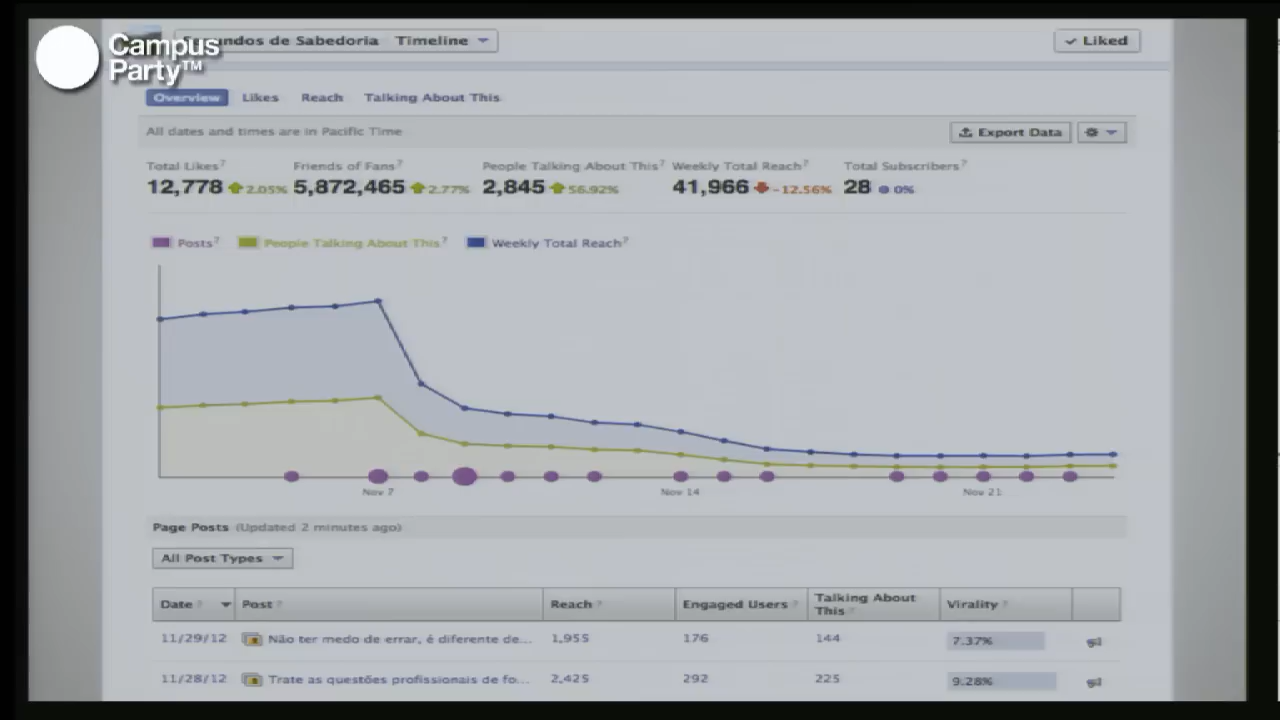 Campus
Party™
de Sabedoria Timeline
Liked
Overview Likes Reach Talking About This
All dates and times are in Pacific Time
Export Data
Total Likes? Friends of Fans? People Talking About This? Weekly Total Reach? Total Subscribers?
12,778 2.05% 5,872,465 2.77% 2,845 56.92% 41,966 -12.56% 28 0%
Posts? People Talking About This? Weekly Total Reach?
Nov 7 Nov 14 Nov 21
Page Posts (Updated 2 minutes ago)
All Post Types
Date? Post? Reach? Engaged Users? Talking About This? Virality?
11/29/12 Não ter medo de errar, é diferente de... 1,955 176 144 7.37%
11/28/12 Trate as questões profissionais de fo... 2,425 292 225 9.28%